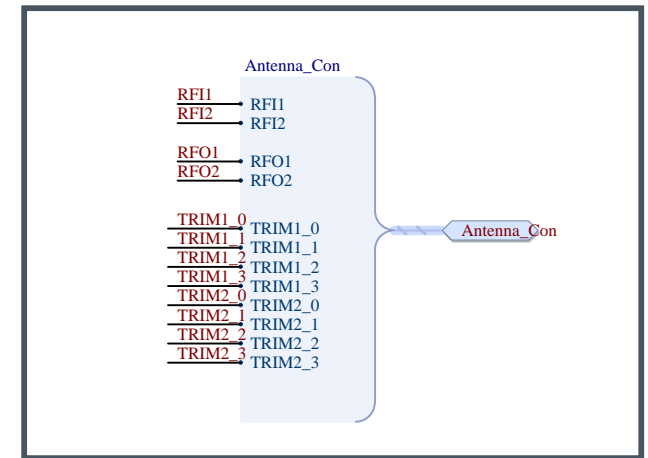 Antenna_Con
RFI1 RFI1
RFI2 RFI2
RFO1 RFO1
RFO2 RFO2
TRIM1_0 TRIM1_0
TRIM1_1 TRIM1_1
TRIM1_2 TRIM1_2
TRIM1_3 TRIM1_3
TRIM2_0 TRIM2_0
TRIM2_1 TRIM2_1
TRIM2_2 TRIM2_2
TRIM2_3 TRIM2_3
Antenna_Con